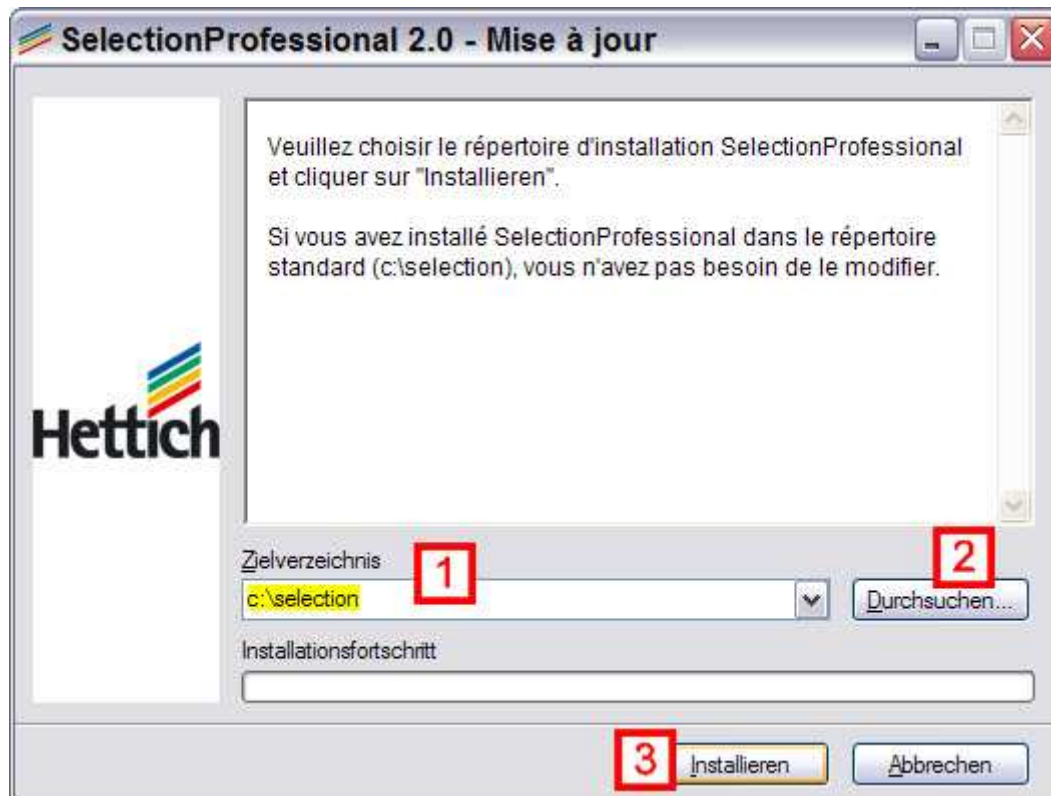 SelectionProfessional 2.0 - Mise à jour
Veuillez choisir le répertoire d'installation SelectionProfessional
et cliquer sur "Installieren".
Si vous avez installé SelectionProfessional dans le répertoire
standard (c:\selection), vous n'avez pas besoin de le modifier.
Hettich
Zielverzeichnis
1
2
c:\selection
Durchsuchen...
Installationsfortschritt
3
Installieren
Abbrechen